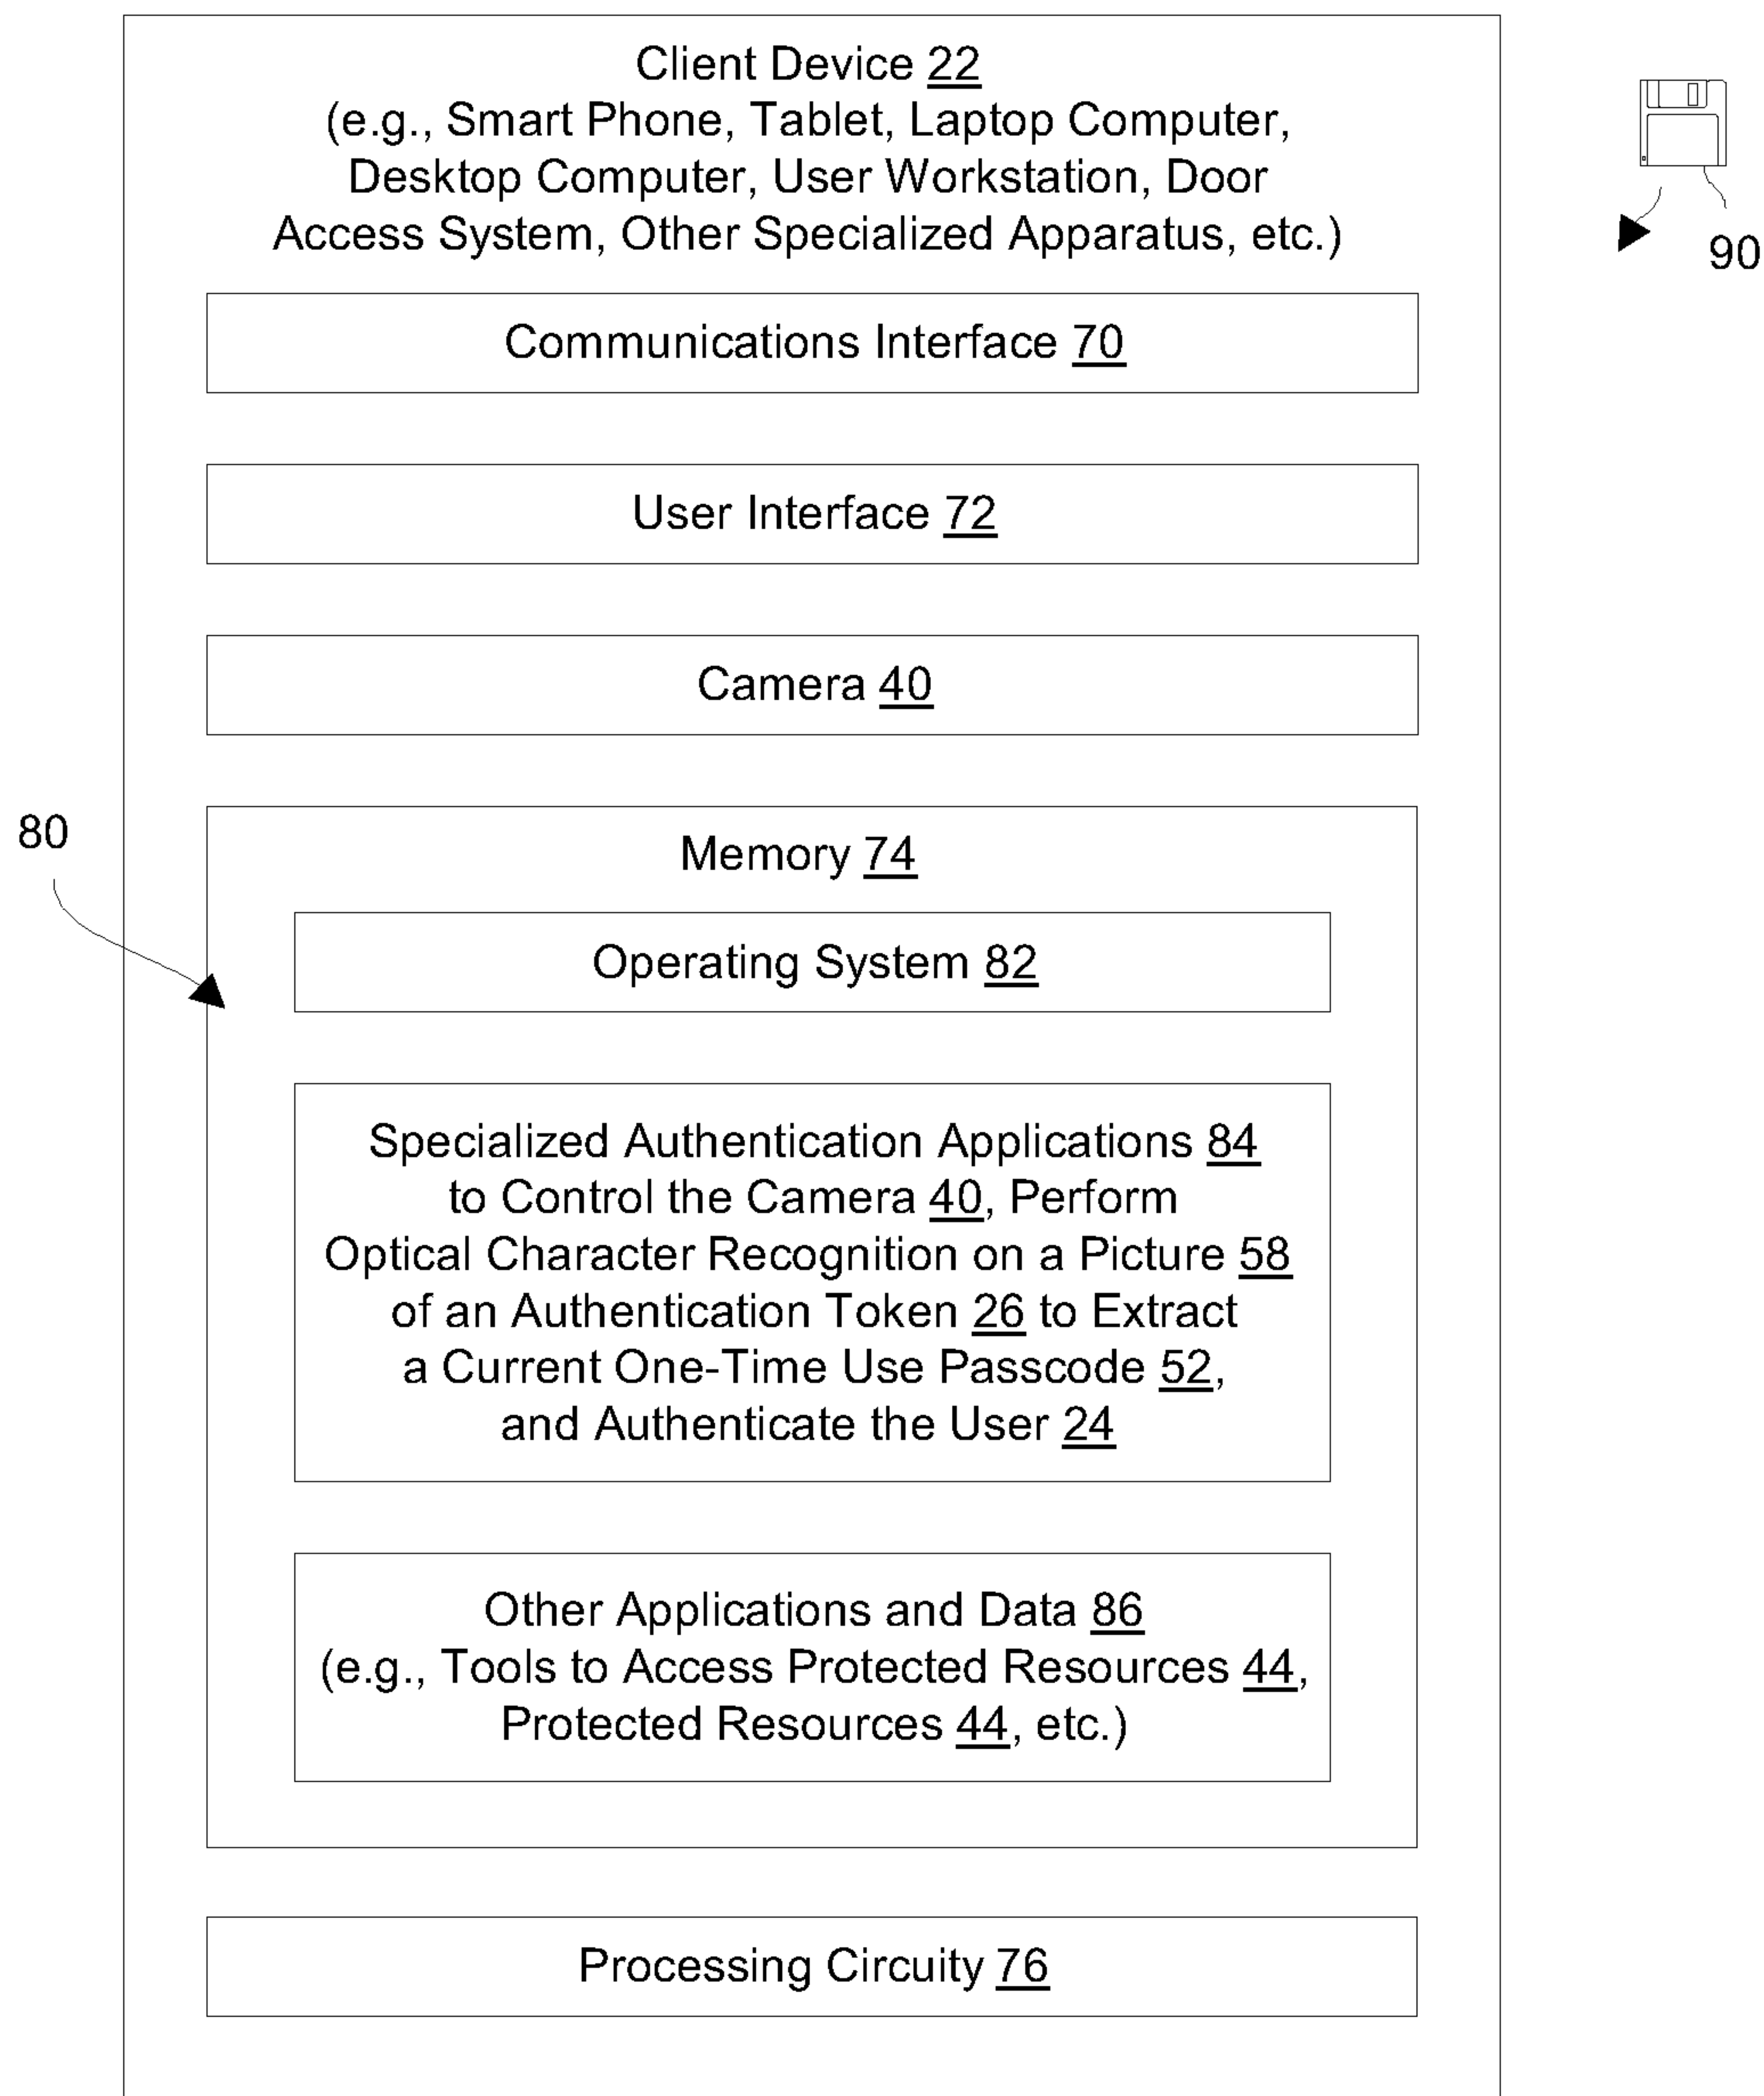 Client Device 22
(e.g., Smart Phone, Tablet, Laptop Computer,
Desktop Computer, User Workstation, Door
Access System, Other Specialized Apparatus, etc.)
90
Communications Interface 70
User Interface 72
Camera 40
80
Memory 74
Operating System 82
Specialized Authentication Applications 84
to Control the Camera 40, Perform
Optical Character Recognition on a Picture 58
of an Authentication Token 26 to Extract
a Current One-Time Use Passcode 52,
and Authenticate the User 24
Other Applications and Data 86
(e.g., Tools to Access Protected Resources 44,
Protected Resources 44, etc.)
Processing Circuity 76